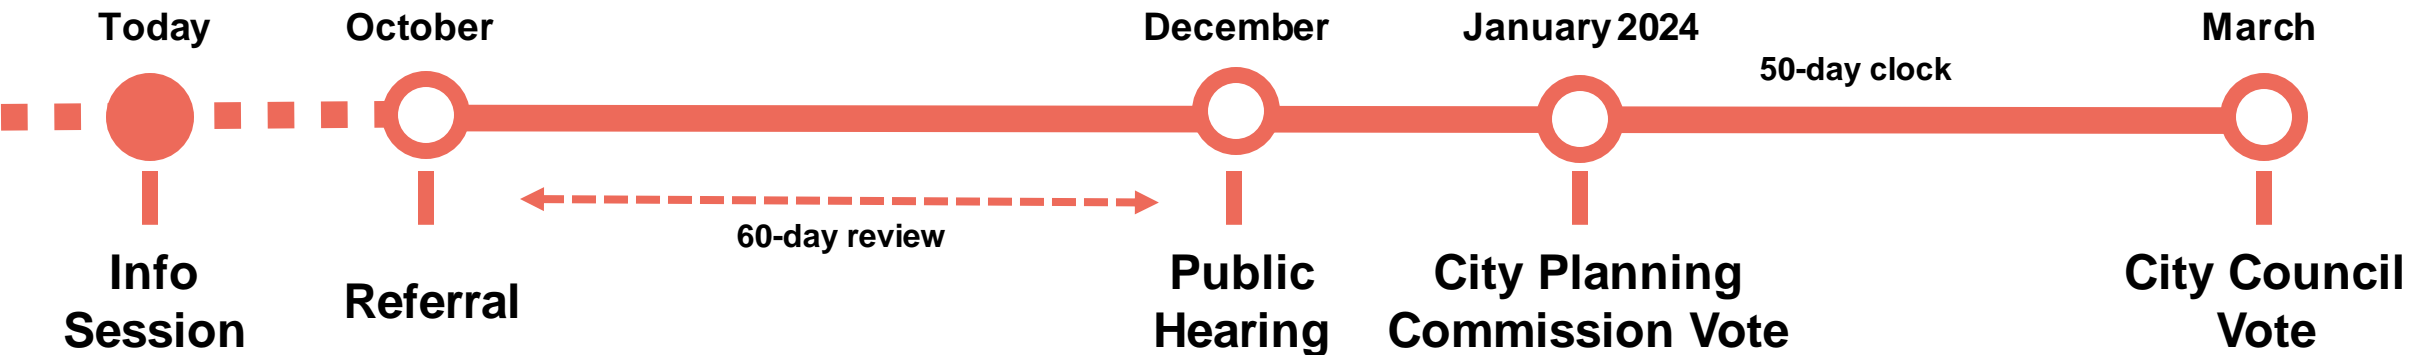 Today
October
December
January 2024
March
50-day clock
60-day review
Info
Session
Referral
Public
Hearing
City Planning
Commission Vote
City Council
Vote